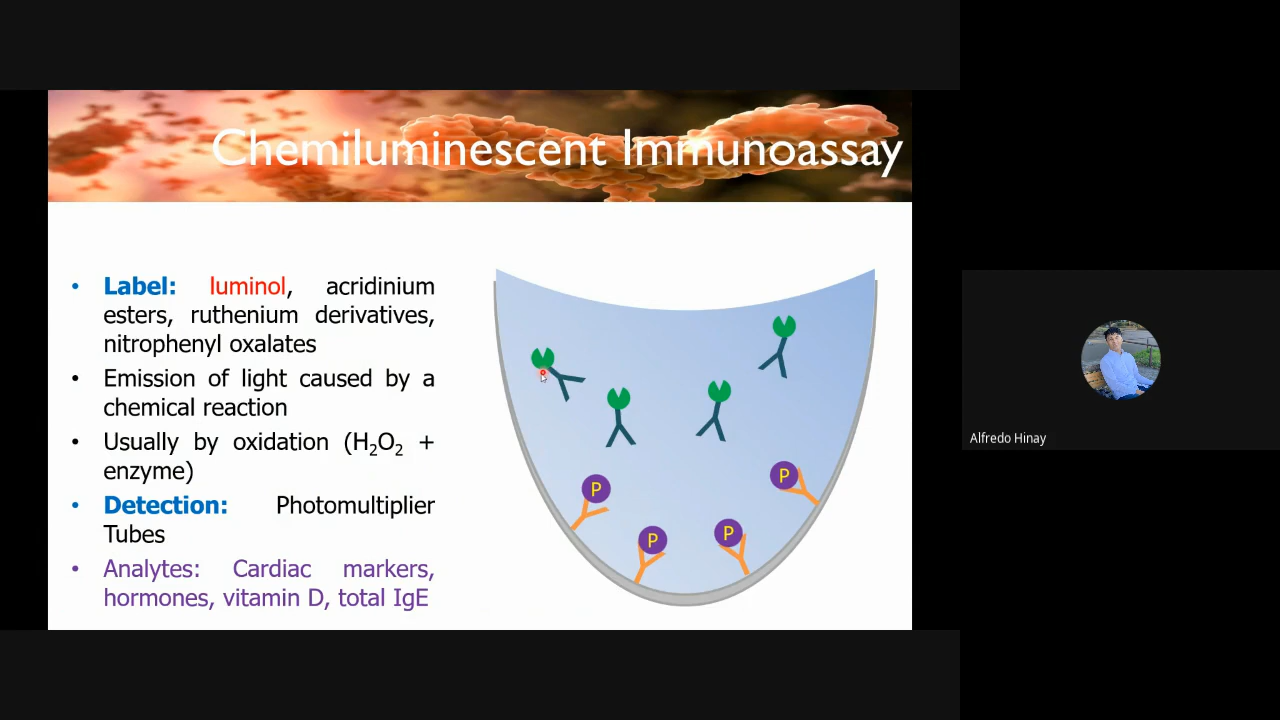 Chemiluminescent Immunoassay
• Label: luminol, acridinium
esters, ruthenium derivatives,
nitrophenyl oxalates
• Emission of light caused by a
chemical reaction
• Usually by oxidation (H₂O₂ +
enzyme)
• Detection: Photomultiplier
Tubes
• Analytes: Cardiac markers,
hormones, vitamin D, total IgE
P
P
P
P
Alfredo Hinay